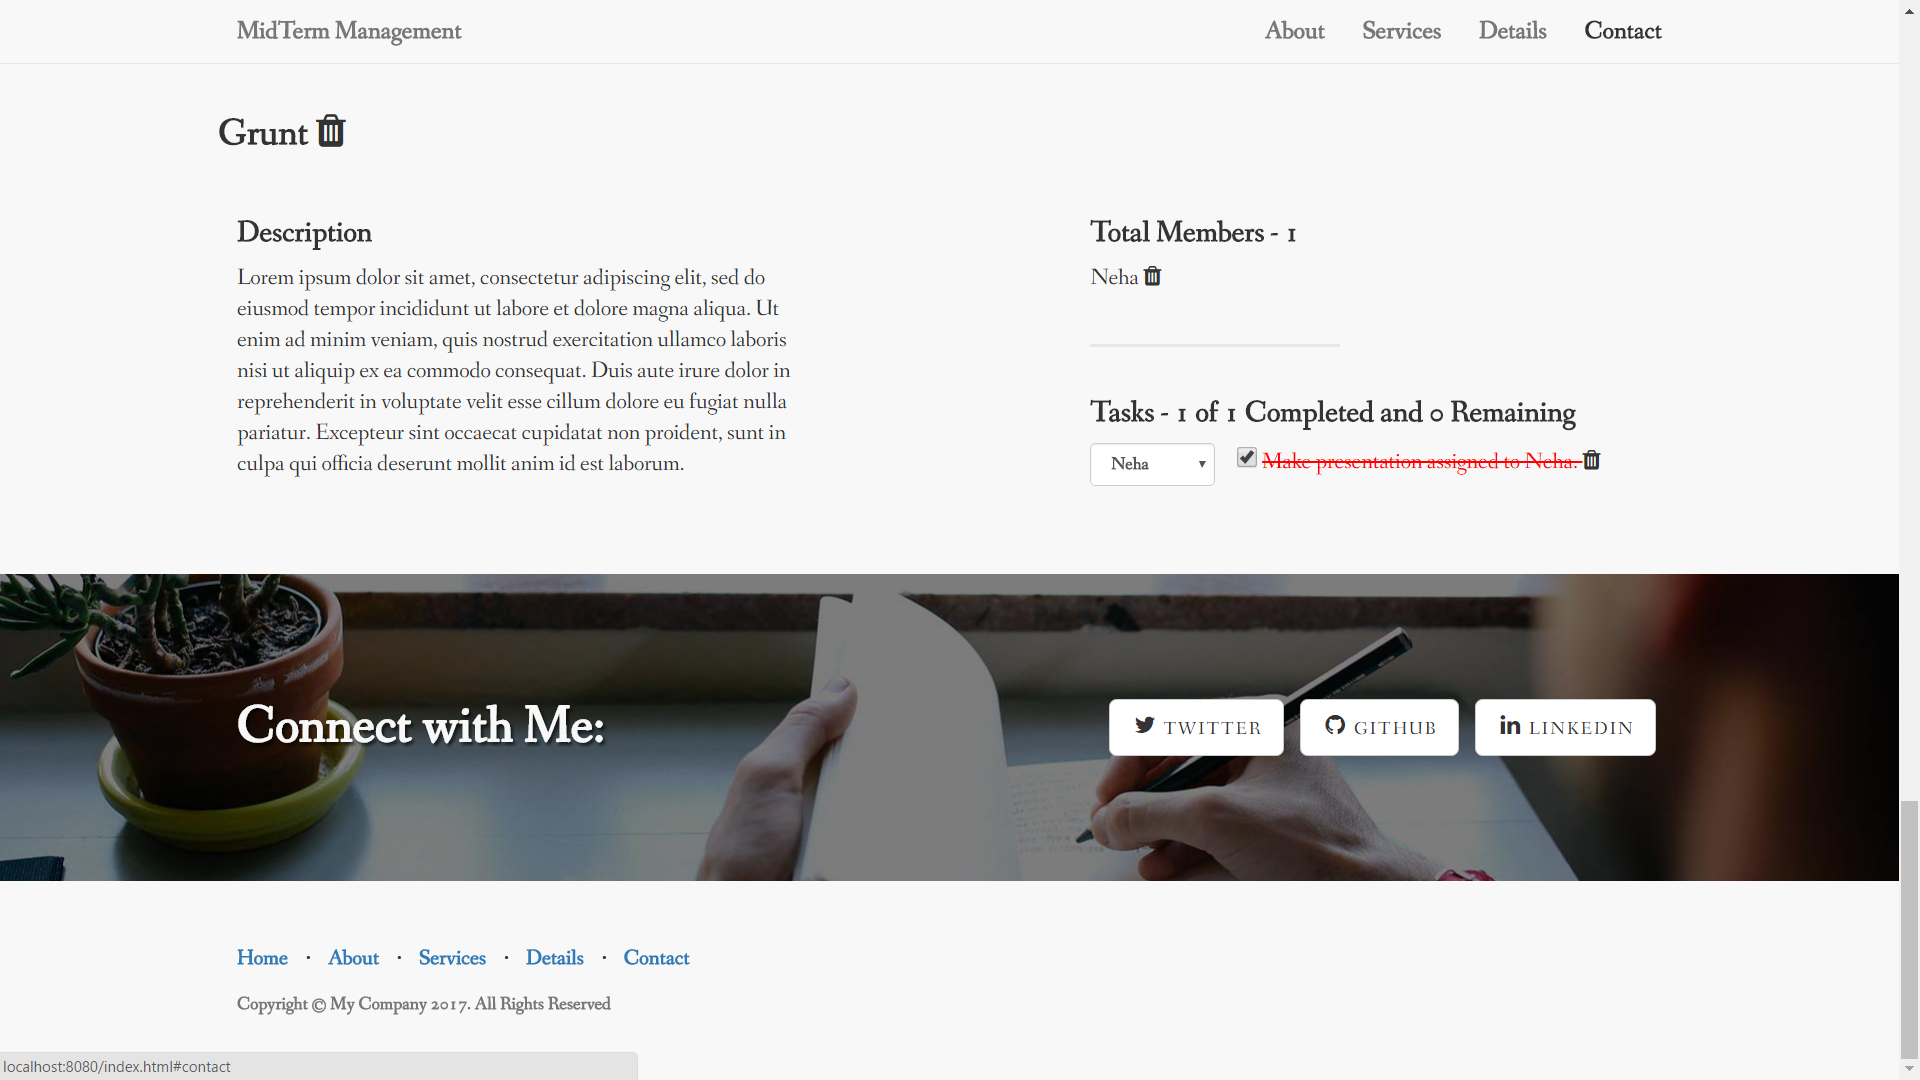 MidTerm Management
About Services Details Contact
Grunt
Description
Lorem ipsum dolor sit amet, consectetur adipiscing elit, sed do
eiusmod tempor incididunt ut labore et dolore magna aliqua. Ut
enim ad minim veniam, quis nostrud exercitation ullamco laboris
nisi ut aliquip ex ea commodo consequat. Duis aute irure dolor in
reprehenderit in voluptate velit esse cillum dolore eu fugiat nulla
pariatur. Excepteur sint occaecat cupidatat non proident, sunt in
culpa qui officia deserunt mollit anim id est laborum.
Total Members - 1
Neha
Tasks - 1 of 1 Completed and 0 Remaining
Neha
Make presentation assigned to Neha.
Connect with Me:
TWITTER
GITHUB
LINKEDIN
Home · About · Services · Details · Contact
Copyright © My Company 2017. All Rights Reserved
localhost:8080/index.html#contact